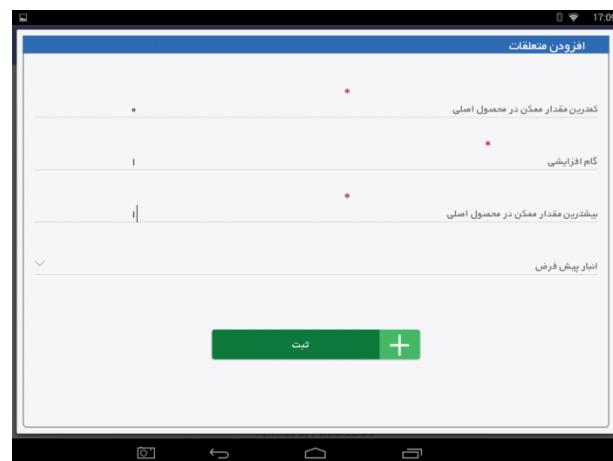 17:09
افزودن متعلقات
*
کمترین مقدار ممکن در محصول اصلی
۰
*
گام افزایشی
۱
*
بیشترین مقدار ممکن در محصول اصلی
۱
انبار پیش فرض
ثبت